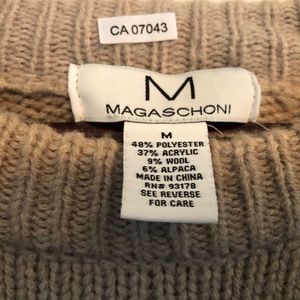 CA 07043
M
MAGASCHONI
M
48% POLYESTER
37% ACRYLIC
9% WOOL
6% ALPACA
MADE IN CHINA
RN# 93178
SEE REVERSE
FOR CARE